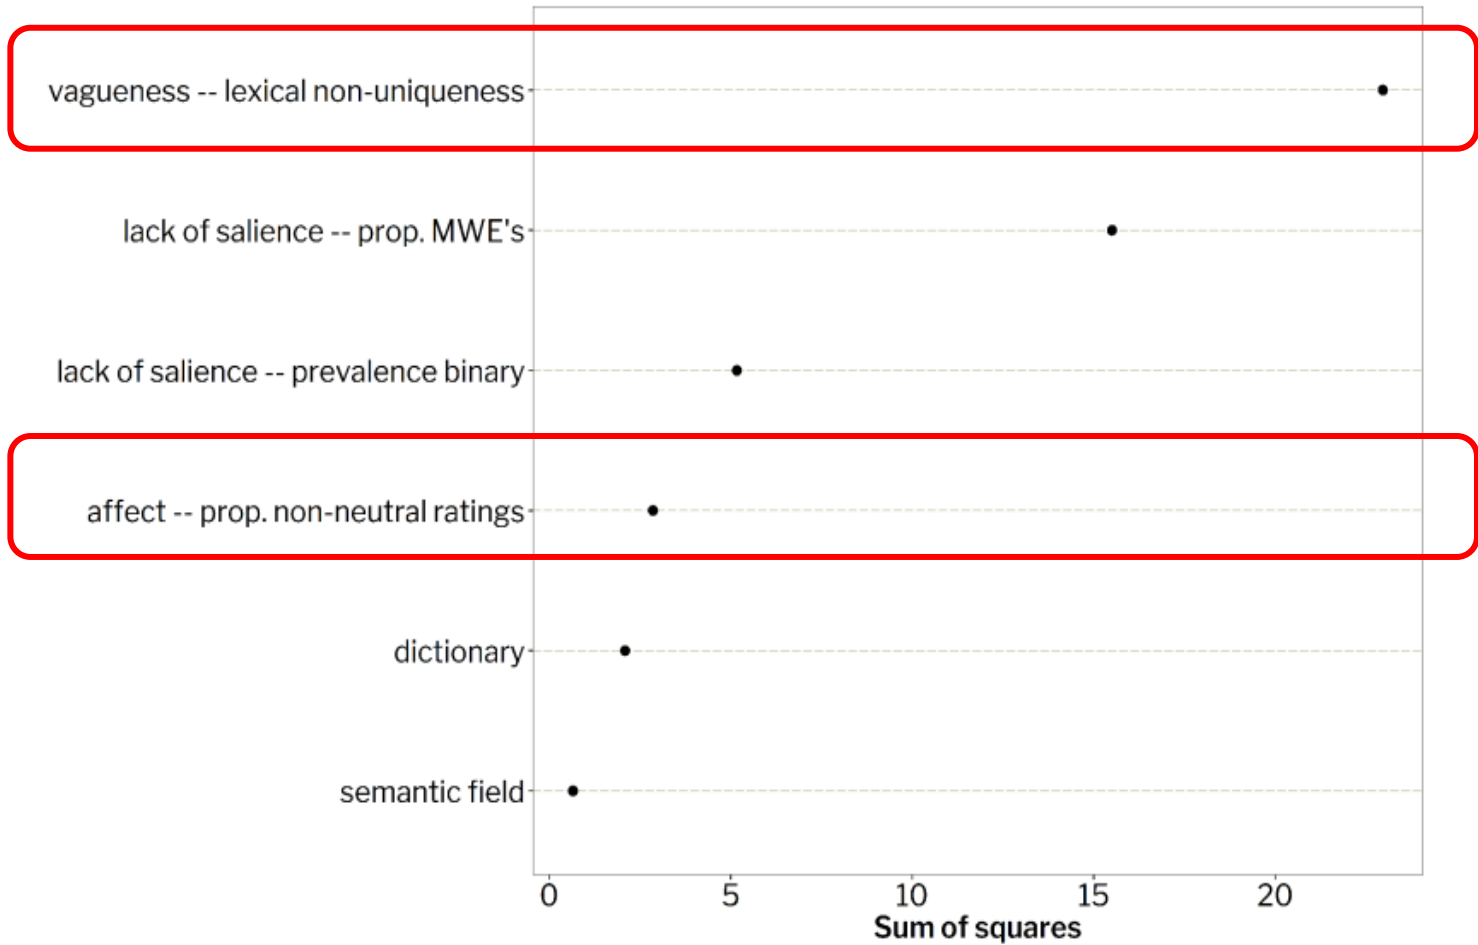 vagueness -- lexical non-uniqueness
lack of salience -- prop. MWE's
lack of salience -- prevalence binary
affect -- prop. non-neutral ratings
dictionary
semantic field
0 5 10 15 20
Sum of squares